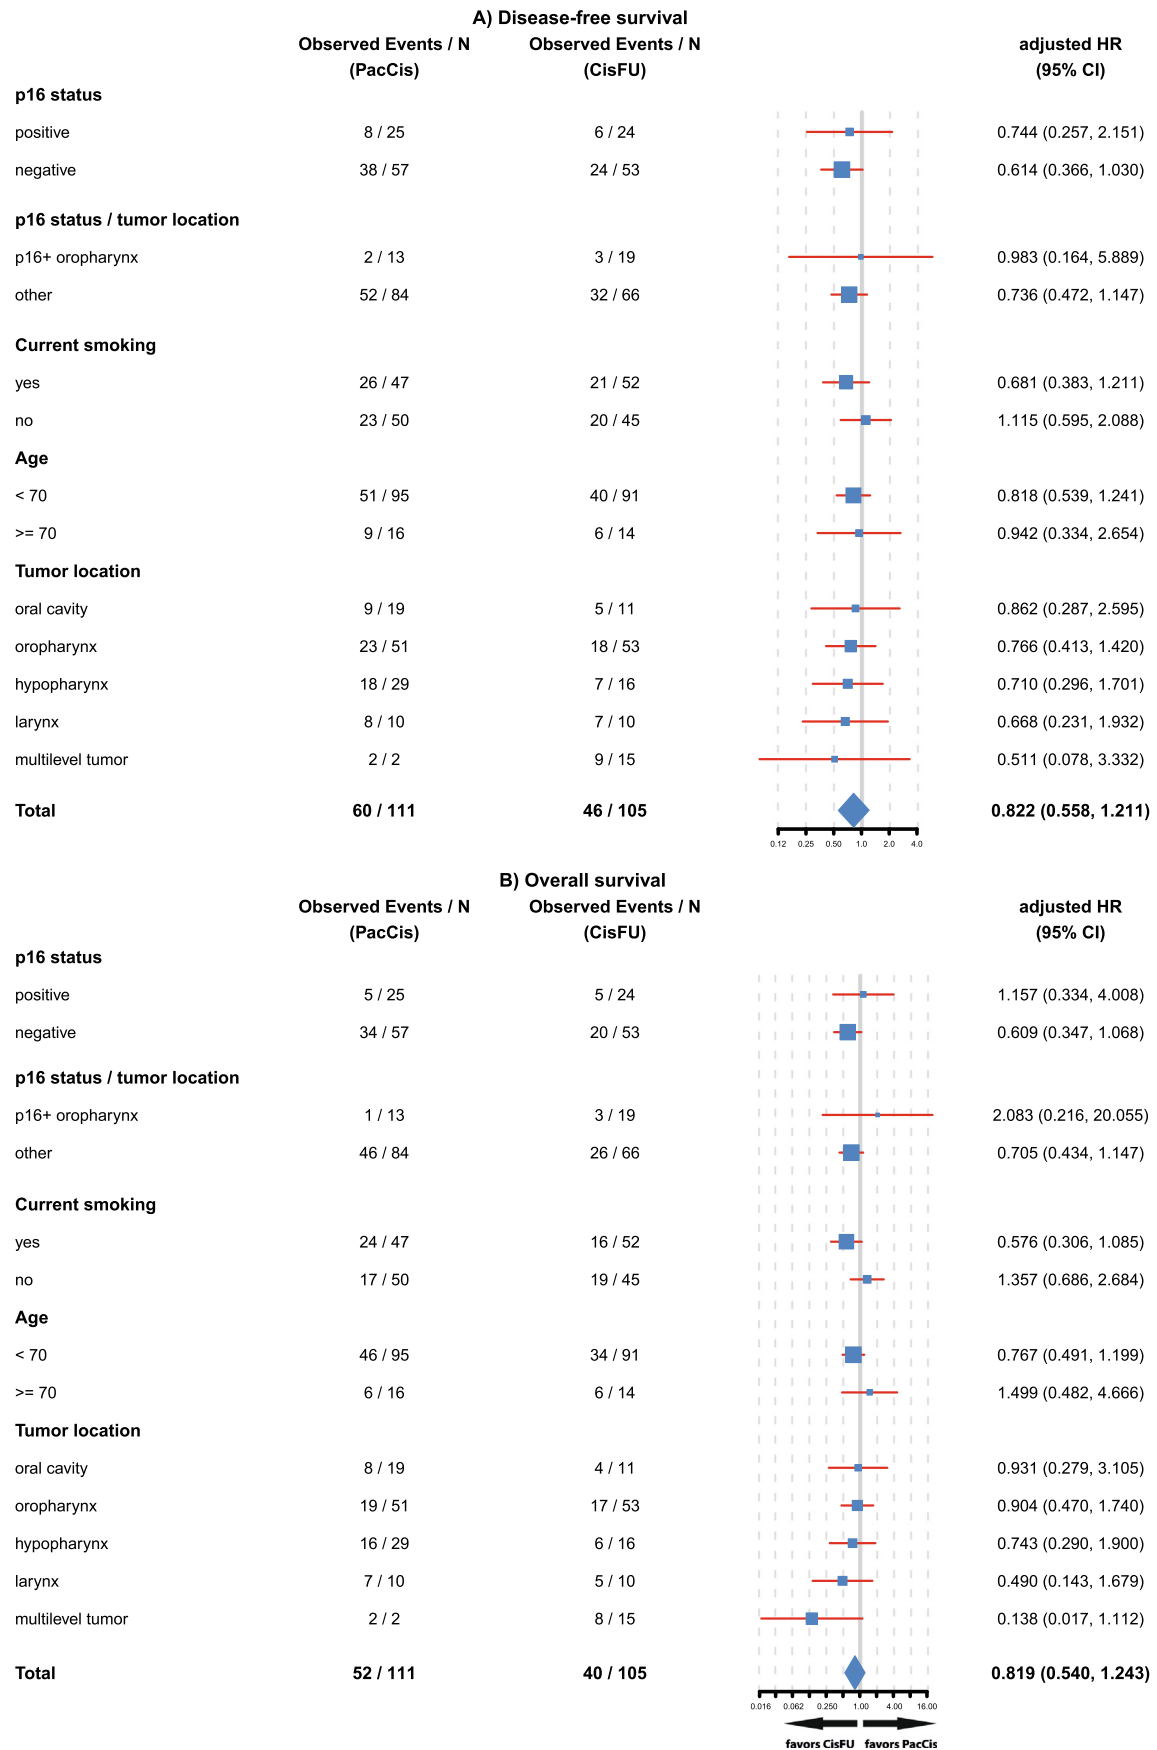 A) Disease-free survival
Observed Events / N Observed Events / N adjusted HR
(PacCis) (CisFU) (95% CI)
p16 status
positive 8 / 25 6 / 24 0.744 (0.257, 2.151)
negative 38 / 57 24 / 53 0.614 (0.366, 1.030)
p16 status / tumor location
p16+ oropharynx 2 / 13 3 / 19 0.983 (0.164, 5.889)
other 52 / 84 32 / 66 0.736 (0.472, 1.147)
Current smoking
yes 26 / 47 21 / 52 0.681 (0.383, 1.211)
no 23 / 50 20 / 45 1.115 (0.595, 2.088)
Age
< 70 51 / 95 40 / 91 0.818 (0.539, 1.241)
>= 70 9 / 16 6 / 14 0.942 (0.334, 2.654)
Tumor location
oral cavity 9 / 19 5 / 11 0.862 (0.287, 2.595)
oropharynx 23 / 51 18 / 53 0.766 (0.413, 1.420)
hypopharynx 18 / 29 7 / 16 0.710 (0.296, 1.701)
larynx 8 / 10 7 / 10 0.668 (0.231, 1.932)
multilevel tumor 2 / 2 9 / 15 0.511 (0.078, 3.332)
Total 60 / 111 46 / 105 0.822 (0.558, 1.211)
0.12 0.25 0.50 1.0 2.0 4.0
B) Overall survival
Observed Events / N Observed Events / N adjusted HR
(PacCis) (CisFU) (95% CI)
p16 status
positive 5 / 25 5 / 24 1.157 (0.334, 4.008)
negative 34 / 57 20 / 53 0.609 (0.347, 1.068)
p16 status / tumor location
p16+ oropharynx 1 / 13 3 / 19 2.083 (0.216, 20.055)
other 46 / 84 26 / 66 0.705 (0.434, 1.147)
Current smoking
yes 24 / 47 16 / 52 0.576 (0.306, 1.085)
no 17 / 50 19 / 45 1.357 (0.686, 2.684)
Age
< 70 46 / 95 34 / 91 0.767 (0.491, 1.199)
>= 70 6 / 16 6 / 14 1.499 (0.482, 4.666)
Tumor location
oral cavity 8 / 19 4 / 11 0.931 (0.279, 3.105)
oropharynx 19 / 51 17 / 53 0.904 (0.470, 1.740)
hypopharynx 16 / 29 6 / 16 0.743 (0.290, 1.900)
larynx 7 / 10 5 / 10 0.490 (0.143, 1.679)
multilevel tumor 2 / 2 8 / 15 0.138 (0.017, 1.112)
Total 52 / 111 40 / 105 0.819 (0.540, 1.243)
0.016 0.062 0.250 1.00 4.00 16.00
favors CisFU favors PacCis